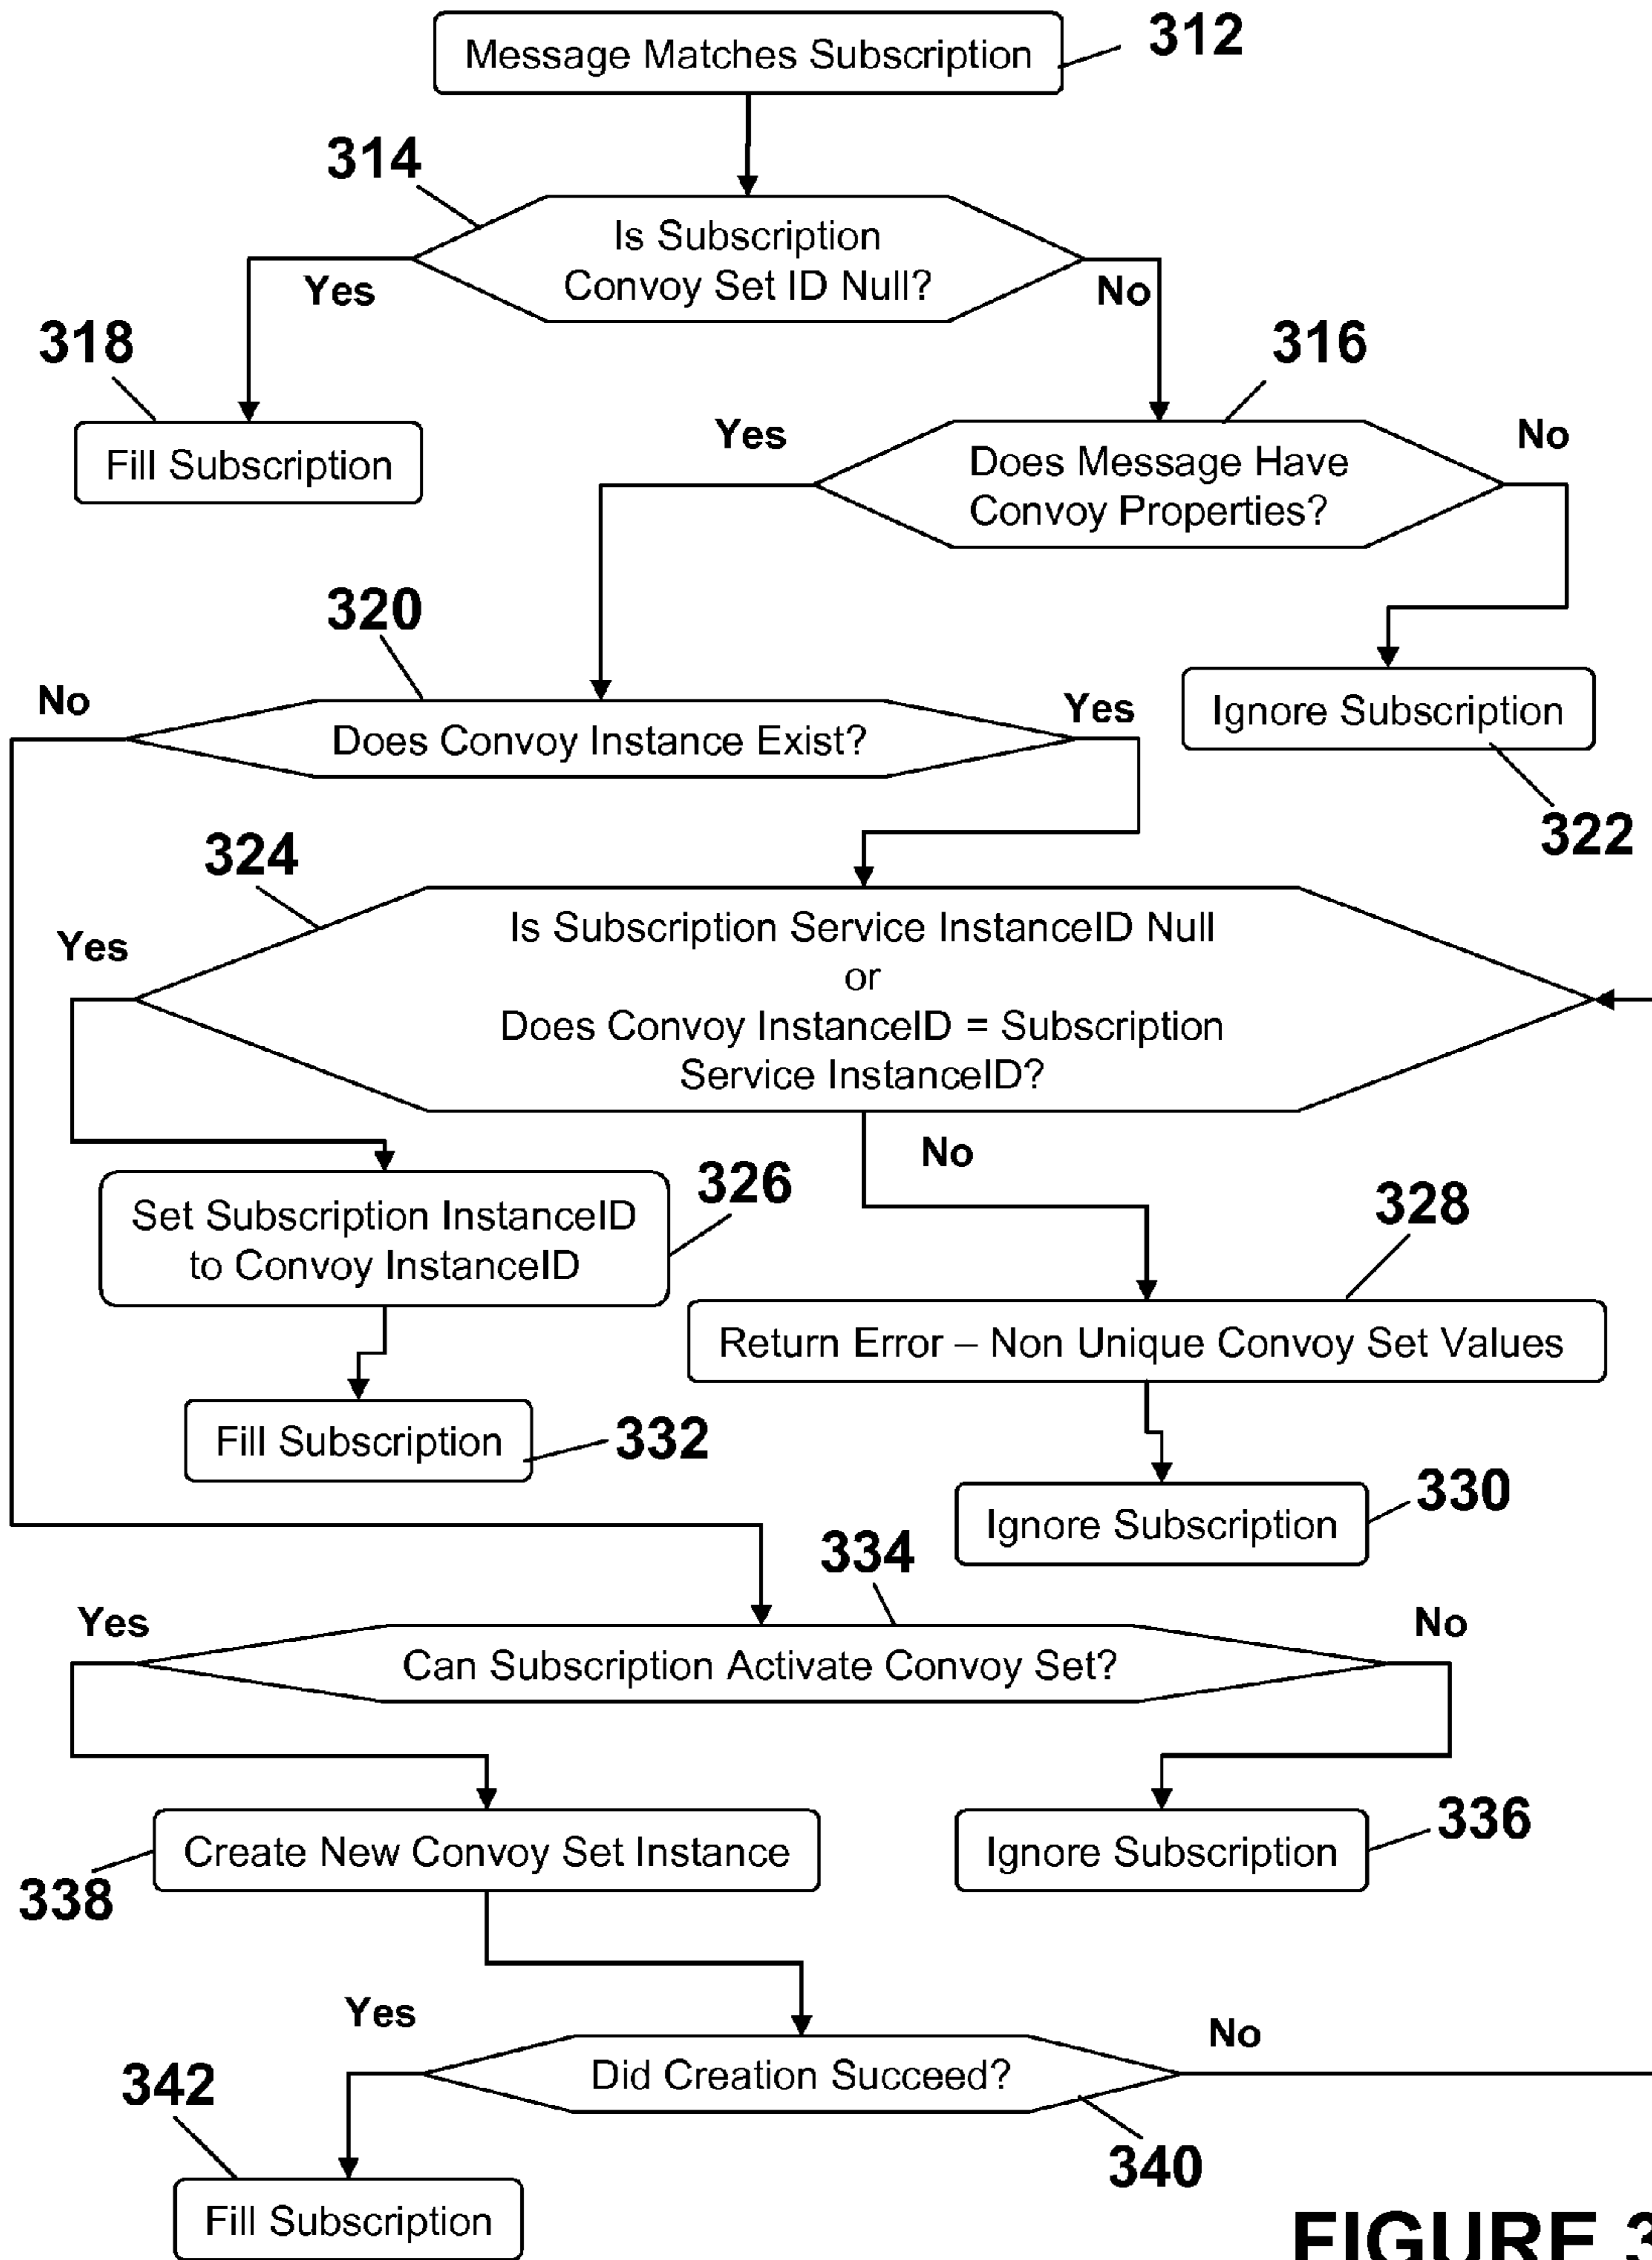 Message Matches Subscription
312
314
Is Subscription
Convoy Set ID Null?
Yes
No
318
316
Fill Subscription
Yes
Does Message Have
Convoy Properties?
No
320
No
Does Convoy Instance Exist?
Yes
Ignore Subscription
322
324
Yes
Is Subscription Service InstanceID Null
or
Does Convoy InstanceID = Subscription
Service InstanceID?
No
Set Subscription InstanceID
to Convoy InstanceID
326
328
Return Error – Non Unique Convoy Set Values
Fill Subscription
332
Ignore Subscription
330
334
Yes
Can Subscription Activate Convoy Set?
No
Create New Convoy Set Instance
338
Ignore Subscription
336
Yes
Did Creation Succeed?
No
342
340
Fill Subscription
FIGURE 3